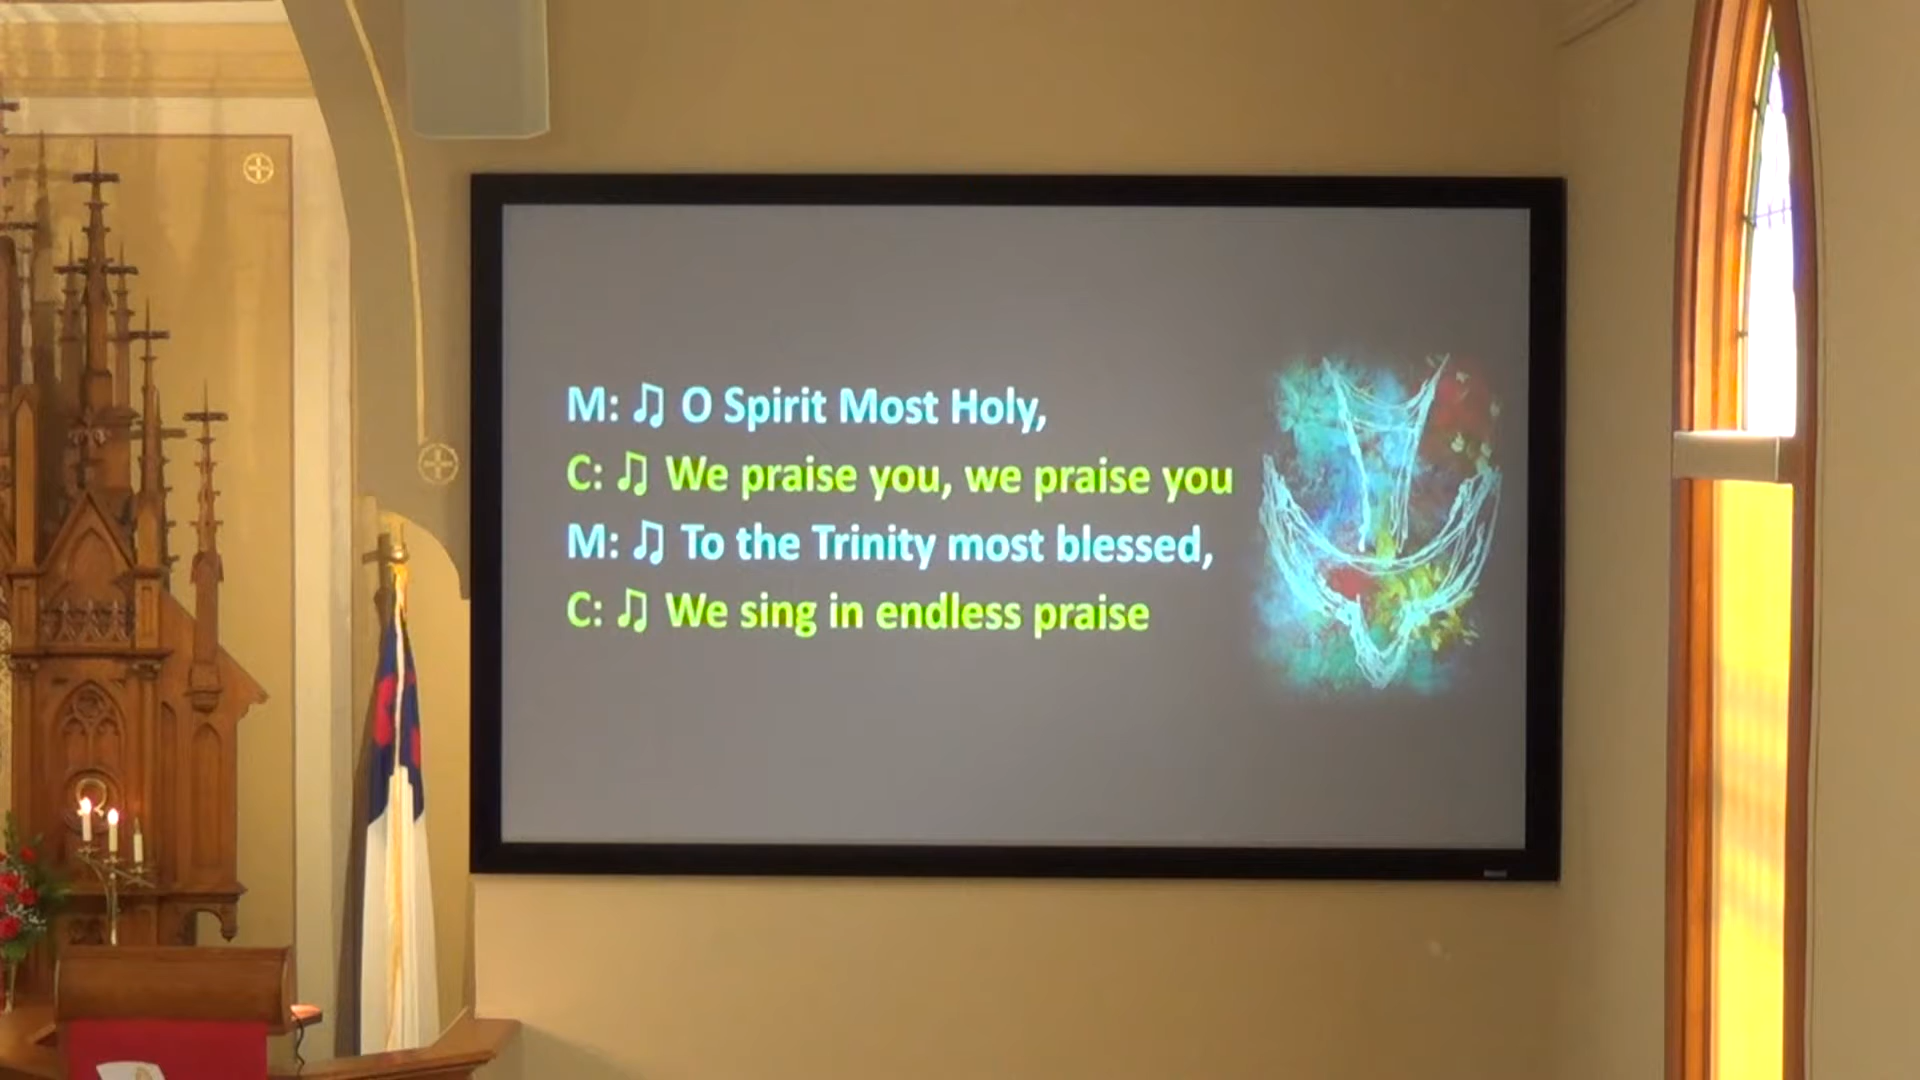 M: ♫ O Spirit Most Holy,
C: ♫ We praise you, we praise you
M: ♫ To the Trinity most blessed,
C: ♫ We sing in endless praise